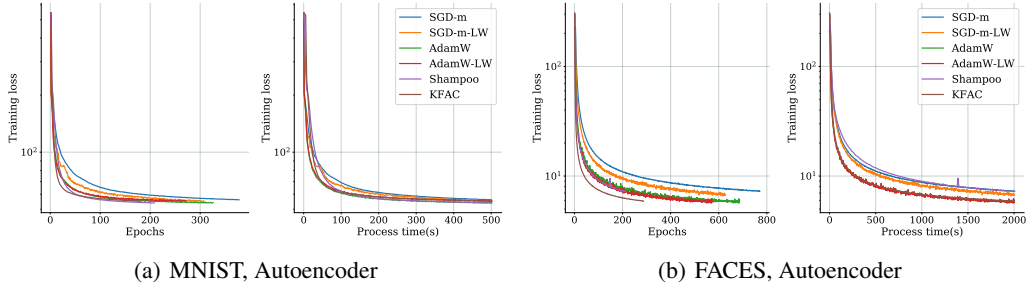 Training loss
10²
0 100 200 300
Epochs
Training loss
10²
0 100 200 300 400 500
Process time(s)
SGD-m
SGD-m-LW
AdamW
AdamW-LW
Shampoo
KFAC
(a) MNIST, Autoencoder
Training loss
10²
10¹
0 200 400 600 800
Epochs
Training loss
10²
10¹
0 500 1000 1500 2000
Process time(s)
SGD-m
SGD-m-LW
AdamW
AdamW-LW
Shampoo
KFAC
(b) FACES, Autoencoder